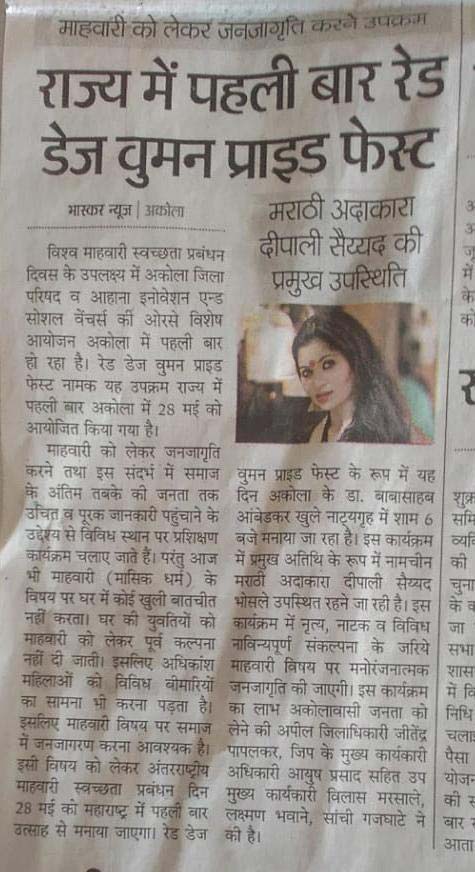 माहवारी को लेकर जनजागृति करने उपक्रम
राज्य में पहली बार रेड
डेज वुमन प्राइड फेस्ट
भास्कर न्यूज | अकोला
मराठी अदाकारा
दीपाली सैय्यद की
प्रमुख उपस्थिति
विश्व माहवारी स्वच्छता प्रबंधन
दिवस के उपलक्ष्य में अकोला जिला
परिषद व आहाना इनोवेशन एन्ड
सोशल वेंचर्स की ओरसे विशेष
आयोजन अकोला में पहली बार
हो रहा है। रेड डेज वुमन प्राइड
फेस्ट नामक यह उपक्रम राज्य में
पहली बार अकोला में 28 मई को
आयोजित किया गया है।
माहवारी को लेकर जनजागृति
करने तथा इस संदर्भ में समाज
के अंतिम तबके की जनता तक
उचित व पूरक जानकारी पहुंचाने के
उद्देश्य से विविध स्थान पर प्रशिक्षण
कार्यक्रम चलाए जाते हैं। परंतु आज
भी माहवारी (मासिक धर्म) के
विषय पर घर में कोई खुली बातचीत
नहीं करता। घर की युवतियों को
माहवारी को लेकर पूर्व कल्पना
नहीं दी जाती। इसलिए अधिकांश
महिलाओं को विविध बीमारियों
का सामना भी करना पड़ता है।
इसलिए माहवारी विषय पर समाज
में जनजागरण करना आवश्यक है।
इसी विषय को लेकर अंतरराष्ट्रीय
माहवारी स्वच्छता प्रबंधन दिन
28 मई को महाराष्ट्र में पहली बार
उत्साह से मनाया जाएगा। रेड डेज
वुमन प्राइड फेस्ट के रूप में यह
दिन अकोला के डा. बाबासाहब
आंबेडकर खुले नाट्यगृह में शाम 6
बजे मनाया जा रहा है। इस कार्यक्रम
में प्रमुख अतिथि के रूप में नामचीन
मराठी अदाकारा दीपाली सैय्यद
भोसले उपस्थित रहने जा रही है। इस
कार्यक्रम में नृत्य, नाटक व विविध
नाविन्यपूर्ण संकल्पना के जरिये
माहवारी विषय पर मनोरंजनात्मक
जनजागृति की जाएगी। इस कार्यक्रम
का लाभ अकोलावासी जनता को
लेने की अपील जिलाधिकारी जीतेंद्र
पापलकर, जिप के मुख्य कार्यकारी
अधिकारी आयुष प्रसाद सहित उप
मुख्य कार्यकारी विलास मरसाले,
लक्ष्मण भवाने, सांची गजघाटे ने
की है।